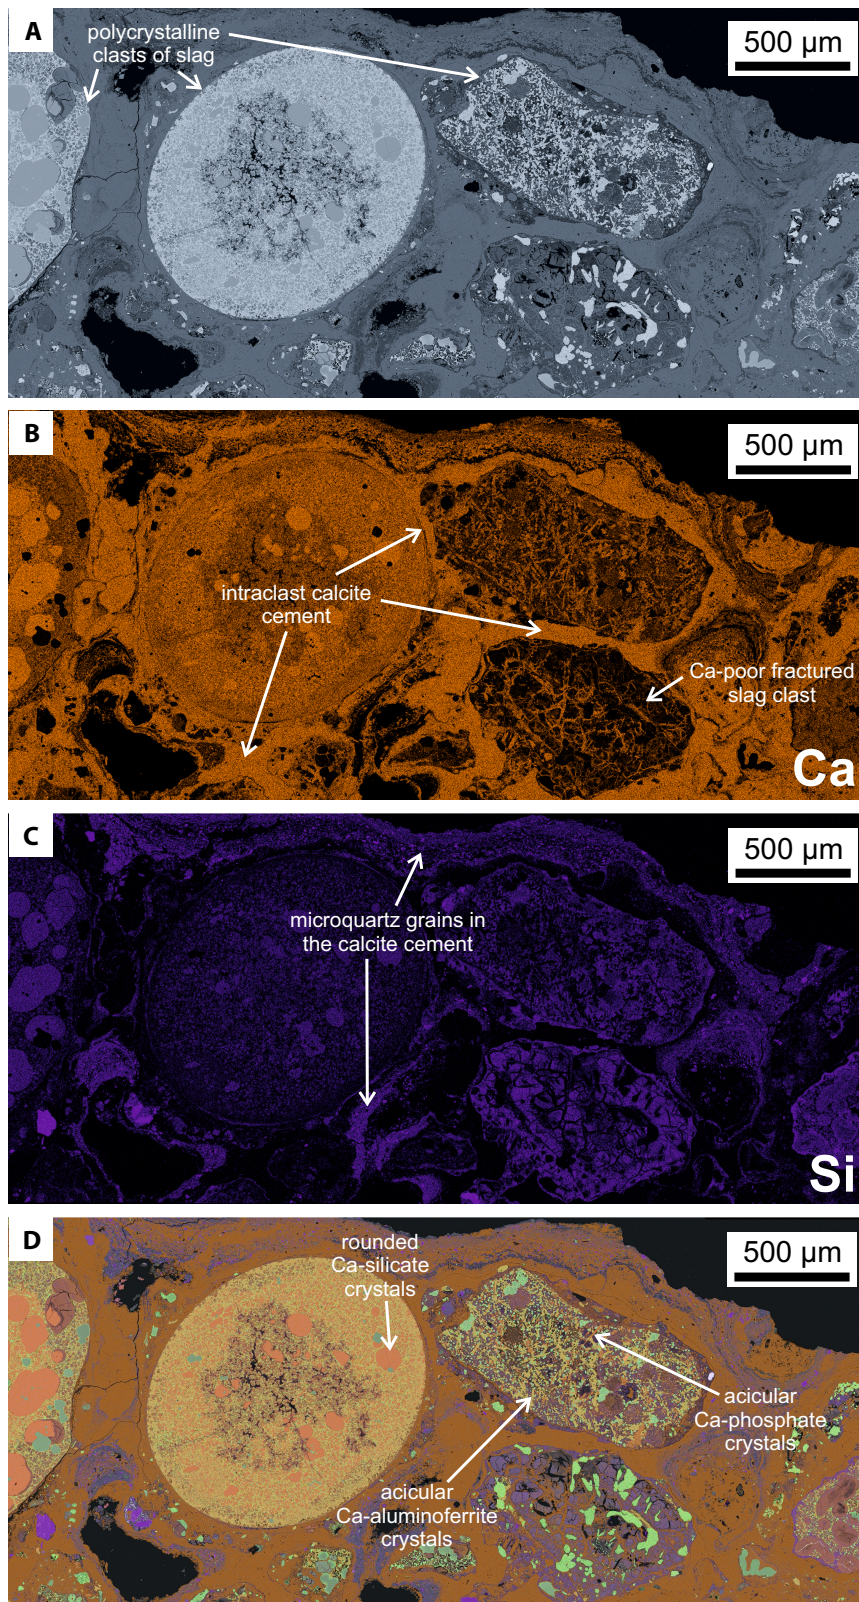 A
polycrystalline
clasts of slag
500 µm
B
500 µm
intraclast calcite
cement
Ca-poor fractured
slag clast
Ca
C
500 µm
microquartz grains in
the calcite cement
Si
D
rounded
Ca-silicate
crystals
500 µm
acicular
Ca-phosphate
crystals
acicular
Ca-aluminoferrite
crystals